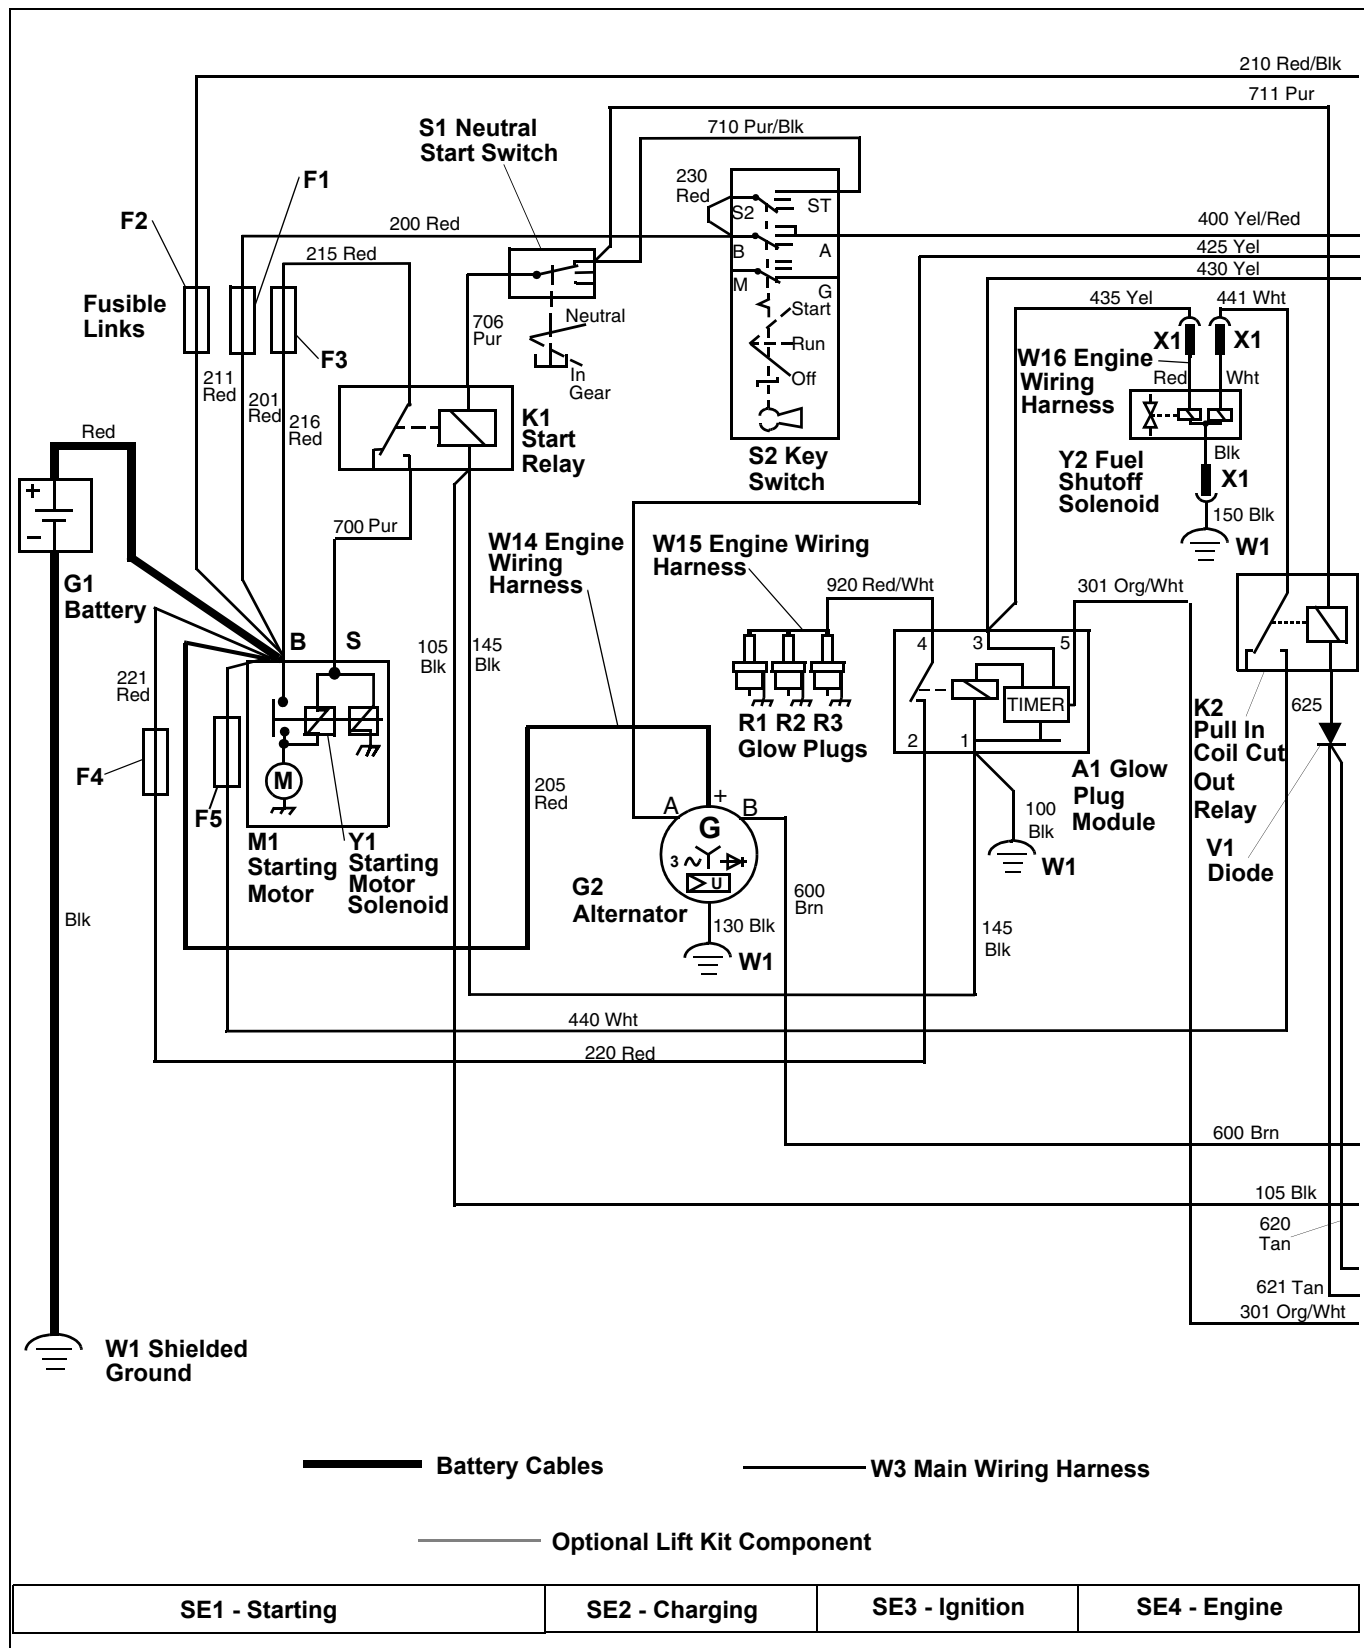 210 Red/Blk
711 Pur
S1 Neutral
Start Switch
710 Pur/Blk
F1
230
Red
S2
ST
F2
200 Red
400 Yel/Red
215 Red
B
A
425 Yel
430 Yel
M
G
Fusible
Links
706
Pur
Neutral
Start
435 Yel
441 Wht
F3
Run
X1
X1
In
Gear
Off
W16 Engine
Wiring
Harness
Red
Wht
211
Red
201
Red
216
Red
K1
Start
Relay
Red
S2 Key
Switch
Y2 Fuel
Shutoff
Solenoid
Blk
X1
+
−
700 Pur
150 Blk
W1
W14 Engine
Wiring
Harness
W15 Engine Wiring
Harness
G1
Battery
920 Red/Wht
301 Org/Wht
B
S
105
Blk
145
Blk
4
3
5
221
Red
TIMER
R1 R2 R3
Glow Plugs
2
1
K2
Pull In
Coil Cut
Out
Relay
625
F4
M
F5
205
Red
A
+
B
G
3
U
A1 Glow
Plug
Module
100
Blk
W1
V1
Diode
M1
Starting
Motor
Y1
Starting
Motor
Solenoid
G2
Alternator
600
Brn
Blk
130 Blk
W1
145
Blk
440 Wht
220 Red
600 Brn
105 Blk
620
Tan
621 Tan
301 Org/Wht
W1 Shielded
Ground
Battery Cables
W3 Main Wiring Harness
Optional Lift Kit Component
SE1 - Starting
SE2 - Charging
SE3 - Ignition
SE4 - Engine